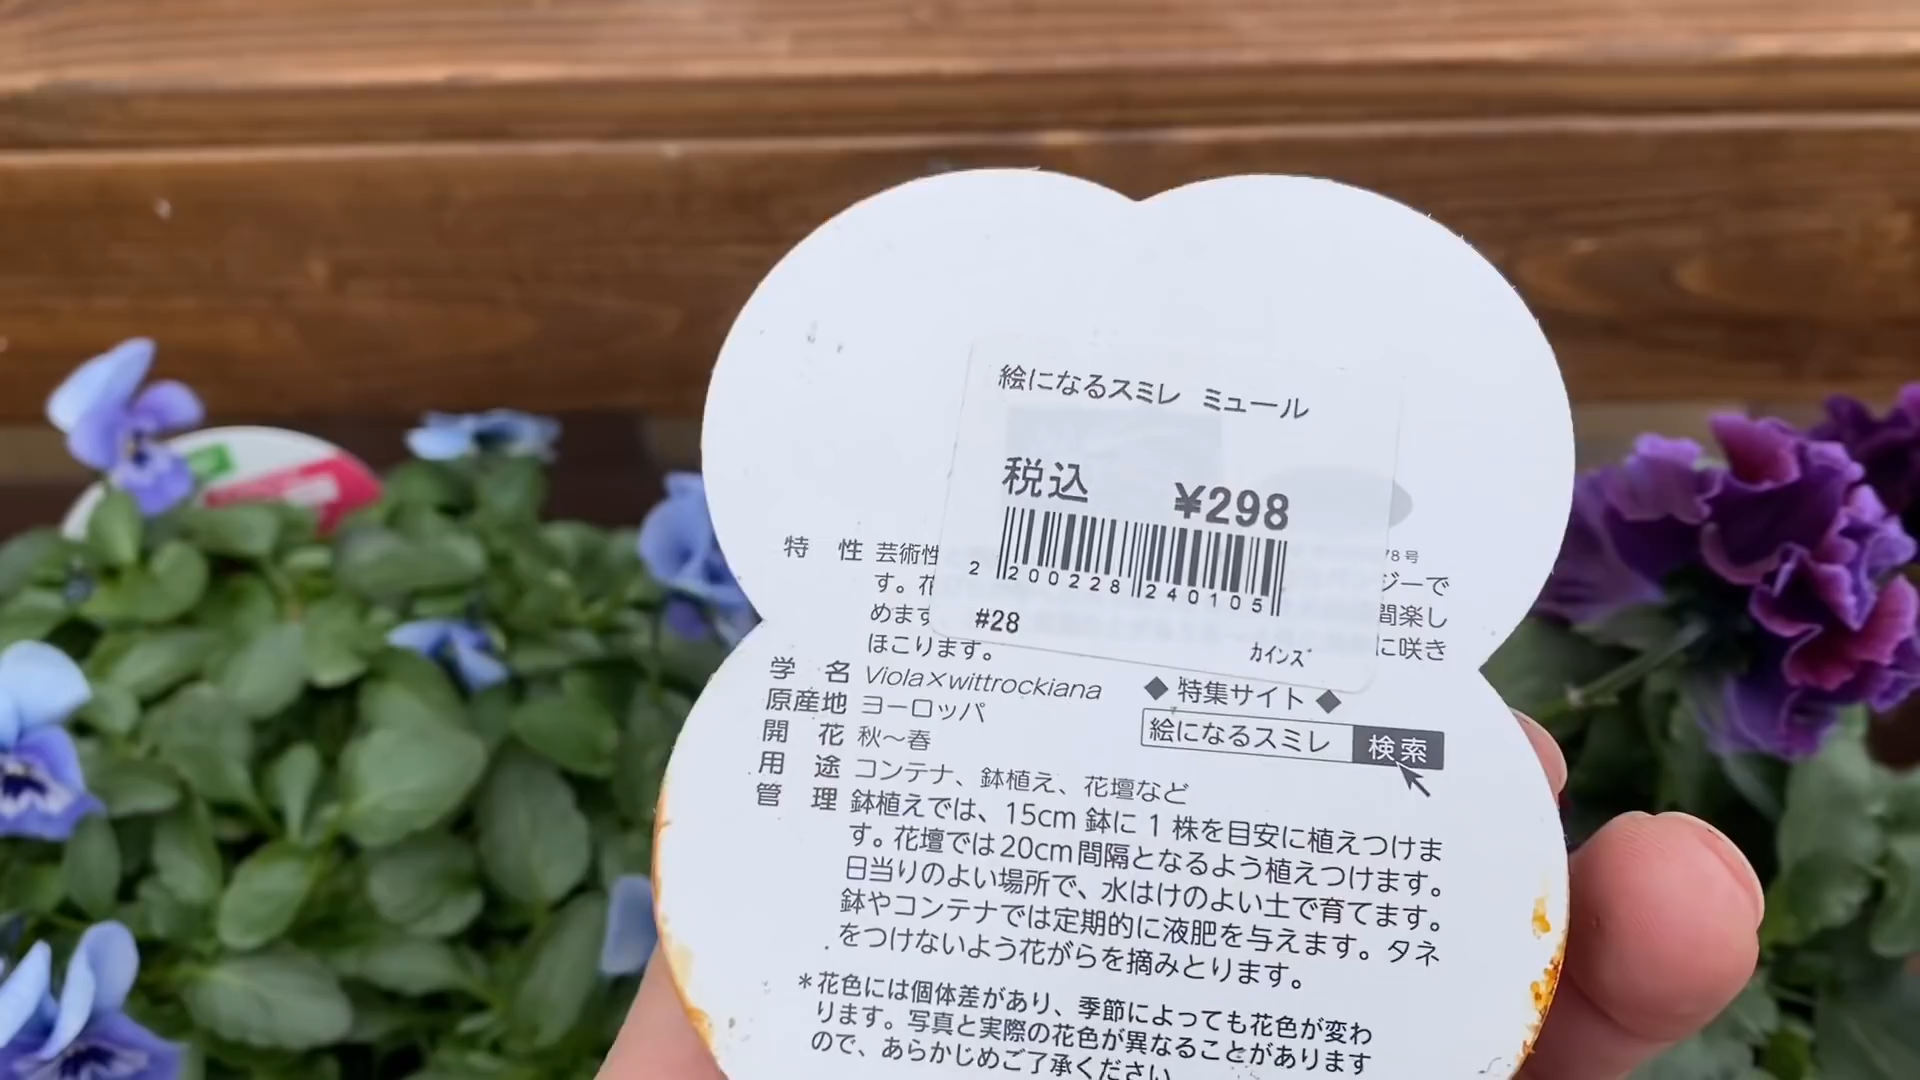 絵になるスミレ ミュール
税込 ¥298
2 200228 240105
#28
カインズ
78号
特 性 芸術性 ジーで
す。花 間楽し
めます に咲き
ほこります。
学 名 Viola×wittrockiana
原産地 ヨーロッパ
開 花 秋〜春
用 途 コンテナ、鉢植え、花壇など
◆ 特集サイト ◆
絵になるスミレ 検索
管 理 鉢植えでは、15cm 鉢に 1 株を目安に植えつけま
す。花壇では20cm間隔となるよう植えつけます。
日当りのよい場所で、水はけのよい土で育てます。
鉢やコンテナでは定期的に液肥を与えます。タネ
をつけないよう花がらを摘みとります。
＊花色には個体差があり、季節によっても花色が変わ
ります。写真と実際の花色が異なることがあります
ので、あらかじめご了承ください